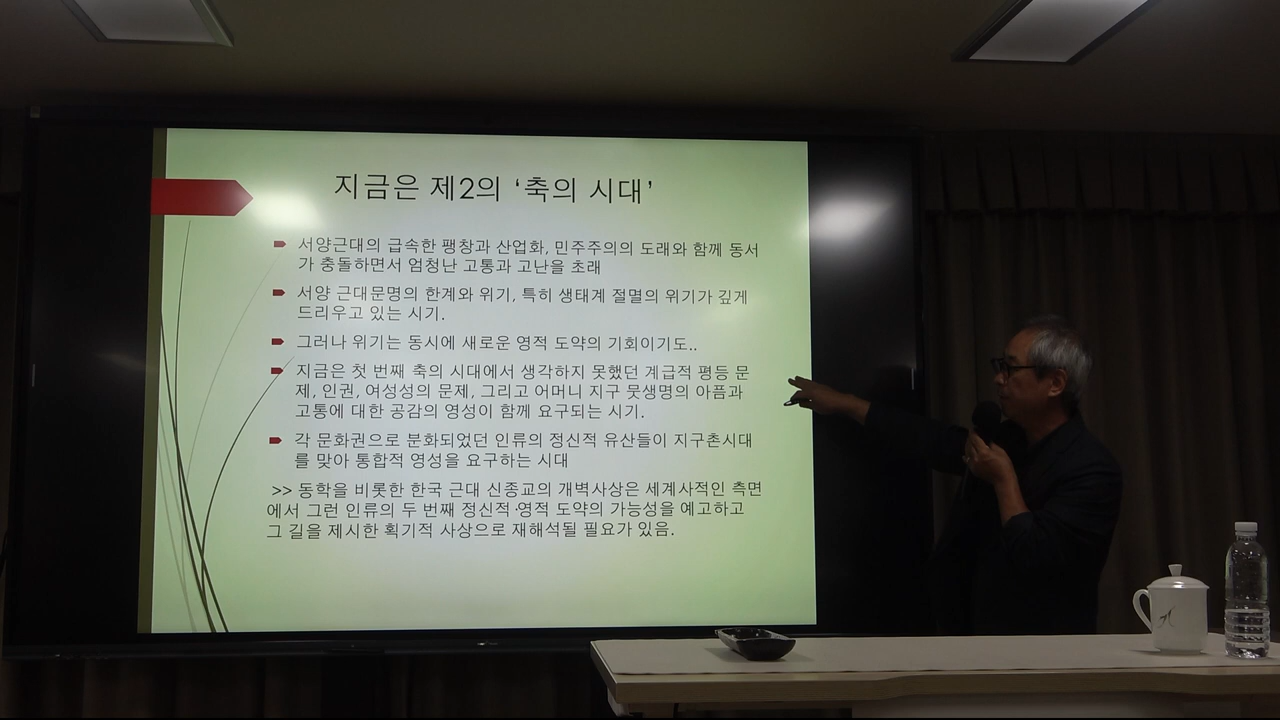 지금은 제2의 ‘축의 시대’
서양근대의 급속한 팽창과 산업화, 민주주의의 도래와 함께 동서
가 충돌하면서 엄청난 고통과 고난을 초래
서양 근대문명의 한계와 위기, 특히 생태계 절멸의 위기가 깊게
드리우고 있는 시기.
그러나 위기는 동시에 새로운 영적 도약의 기회이기도..
지금은 첫 번째 축의 시대에서 생각하지 못했던 계급적 평등 문
제, 인권, 여성성의 문제, 그리고 어머니 지구 뭇생명의 아픔과
고통에 대한 공감의 영성이 함께 요구되는 시기.
각 문화권으로 분화되었던 인류의 정신적 유산들이 지구촌시대
를 맞아 통합적 영성을 요구하는 시대
>> 동학을 비롯한 한국 근대 신종교의 개벽사상은 세계사적인 측면
에서 그런 인류의 두 번째 정신적·영적 도약의 가능성을 예고하고
그 길을 제시한 획기적 사상으로 재해석될 필요가 있음.